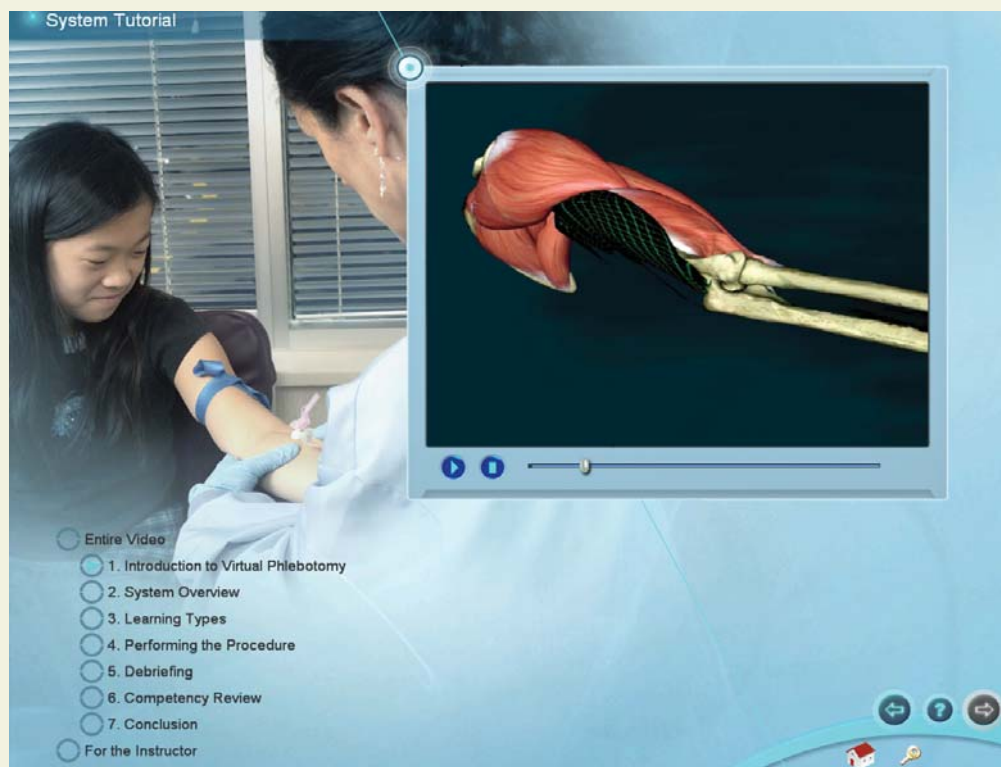 System Tutorial
Entire Video
1. Introduction to Virtual Phlebotomy
2. System Overview
3. Learning Types
4. Performing the Procedure
5. Debriefing
6. Competency Review
7. Conclusion
For the Instructor
?